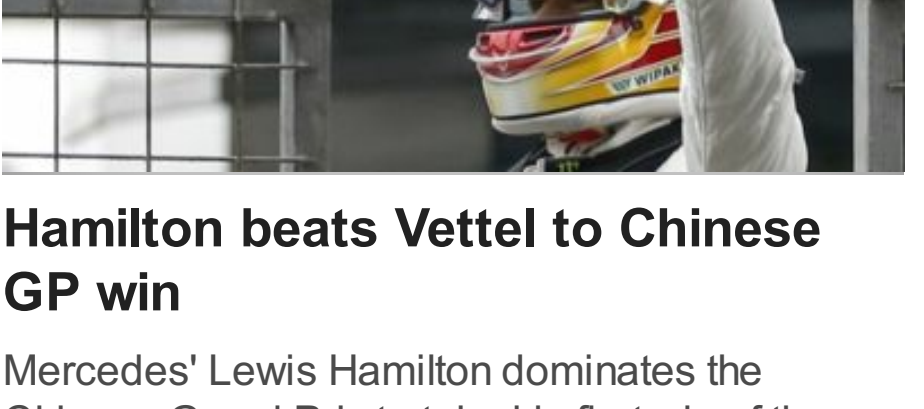 WIPAK
Hamilton beats Vettel to Chinese
GP win
Mercedes' Lewis Hamilton dominates the